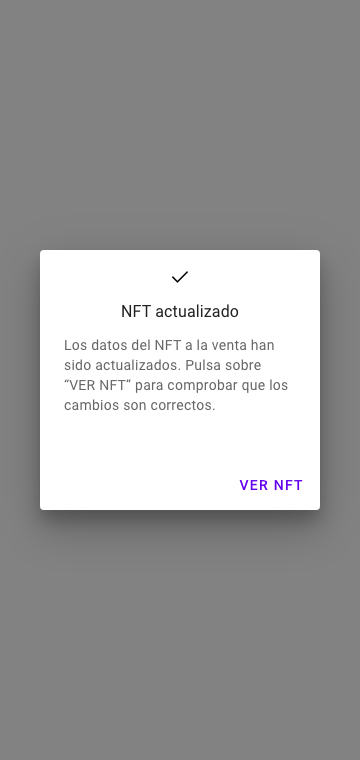 NFT actualizado
Los datos del NFT a la venta han
sido actualizados. Pulsa sobre
“VER NFT” para comprobar que los
cambios son correctos.
VER NFT